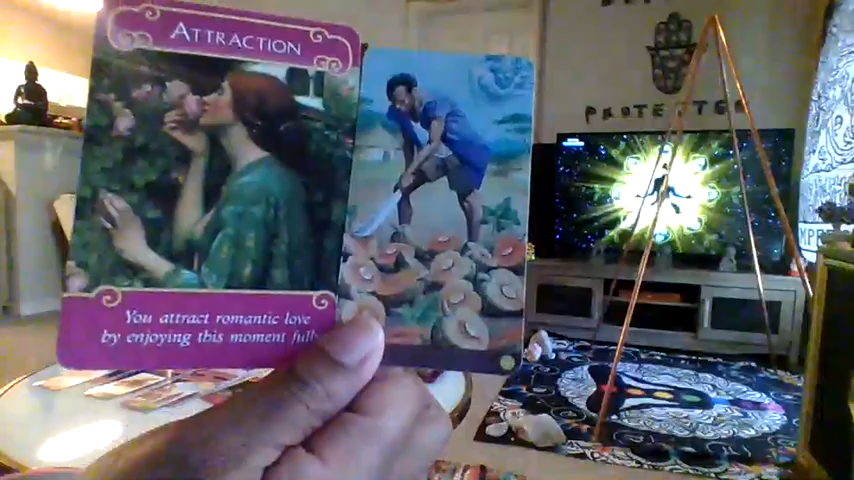 ATTRACTION
You attract romantic love
by enjoying this moment full
PROTECTED